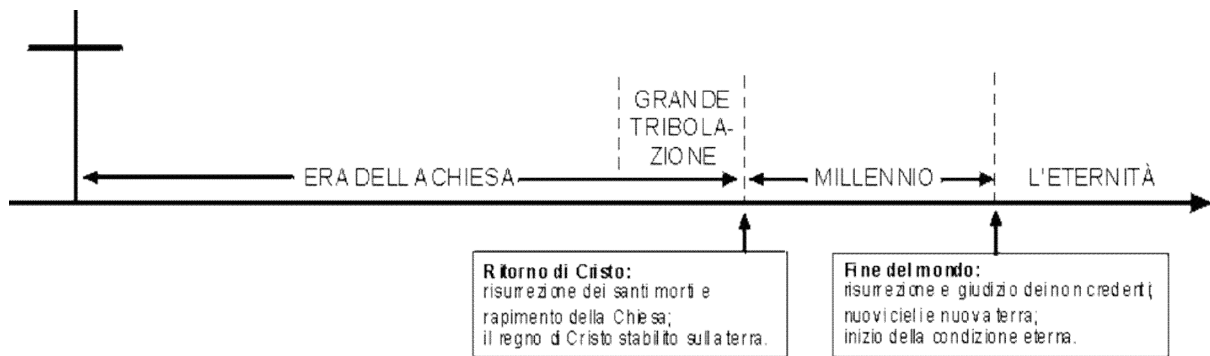 GRANDE
TRIBOLA-
ZIONE
ERA DELLA CHIESA
MILLENNIO
L'ETERNITÀ
Ritorno di Cristo:
risurrezione dei santi morti e
rapimento della Chiesa;
il regno di Cristo stabilito sulla terra.
Fine del mondo:
risurrezione e giudizio dei non credenti;
nuovi cieli e nuova terra;
inizio della condizione eterna.